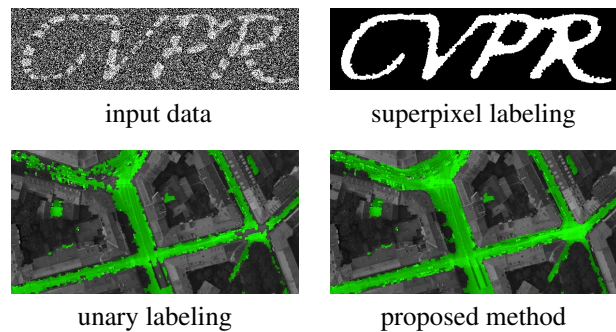 CVPR CVPR
input data superpixel labeling
unary labeling proposed method